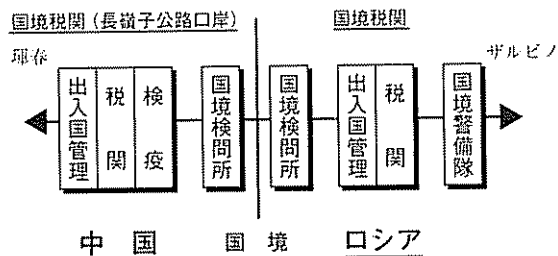 国境税関(長嶺子公路口岸)
国境税関
琿春
ザルビノ
出入国管理
税関
検疫
国境検問所
国境検問所
出入国管理
税関
国境警備隊
中国
国境
ロシア